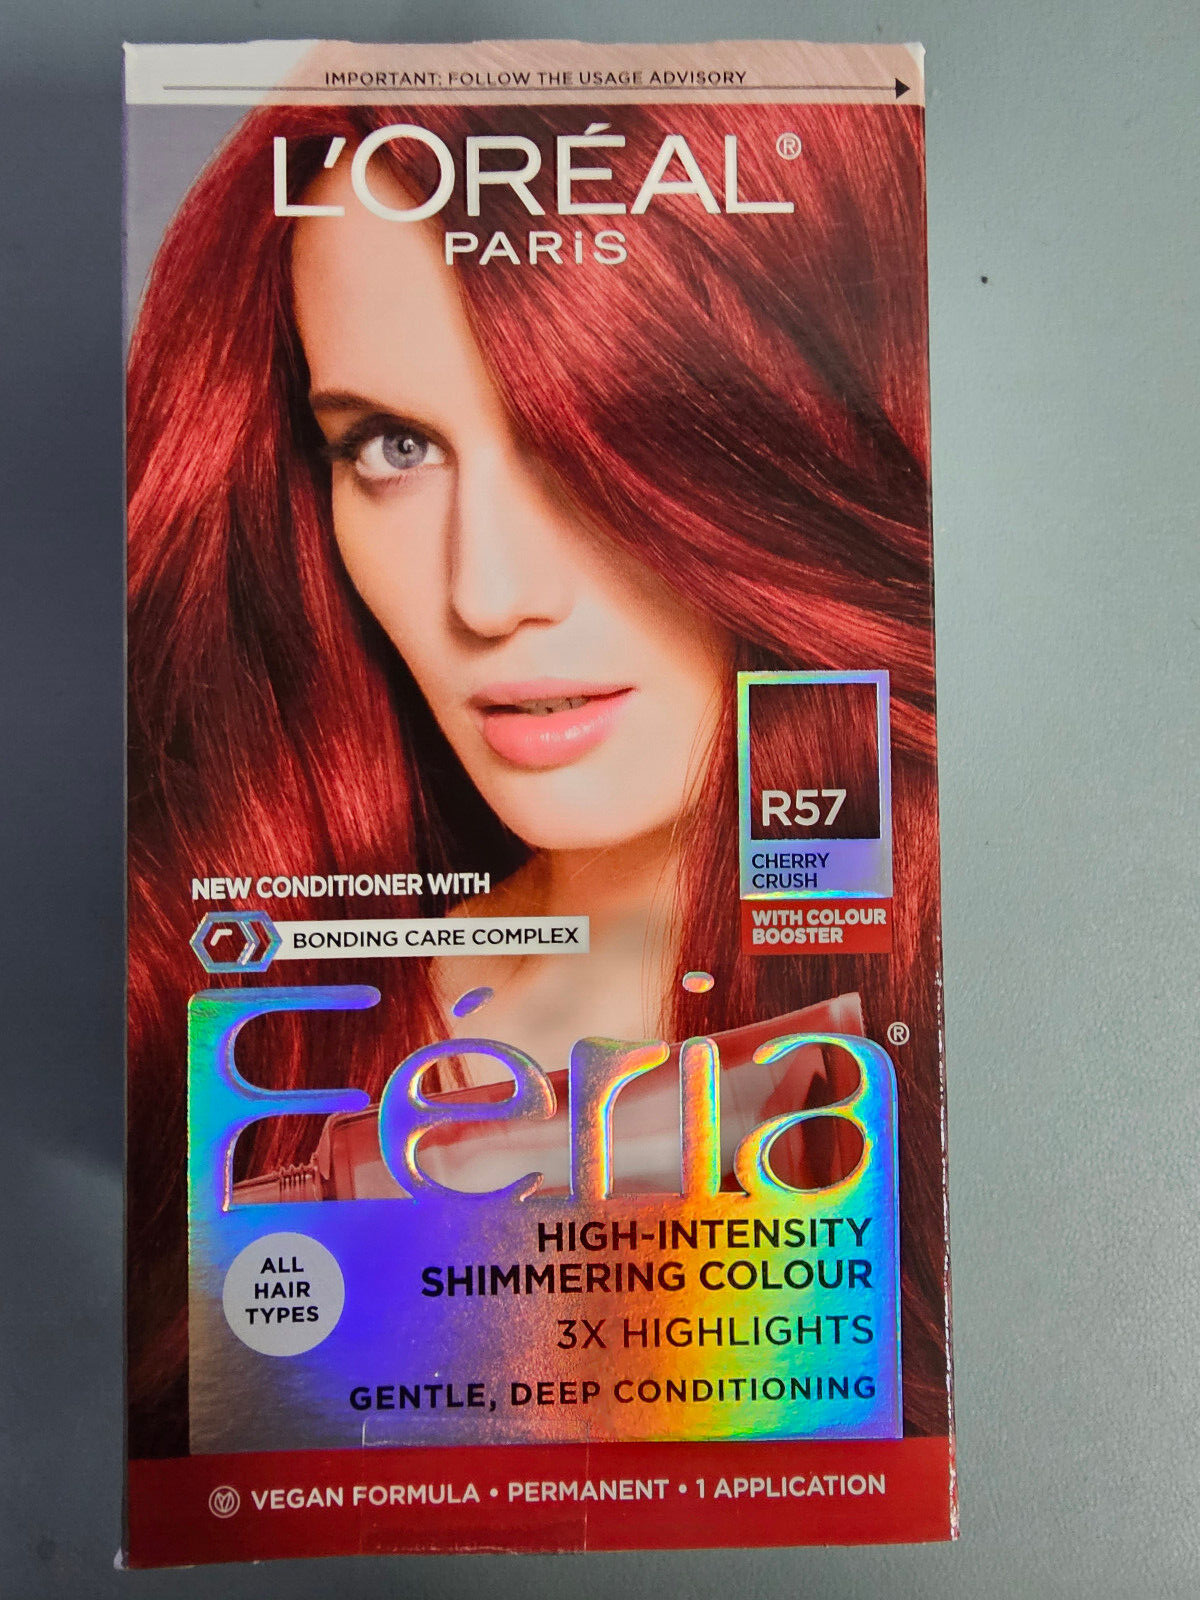 IMPORTANT: FOLLOW THE USAGE ADVISORY
L'ORÉAL®
PARiS
R57
CHERRY
CRUSH
WITH COLOUR
BOOSTER
NEW CONDITIONER WITH
BONDING CARE COMPLEX
Féria®
HIGH-INTENSITY
SHIMMERING COLOUR
3X HIGHLIGHTS
GENTLE, DEEP CONDITIONING
ALL
HAIR
TYPES
VEGAN FORMULA • PERMANENT • 1 APPLICATION